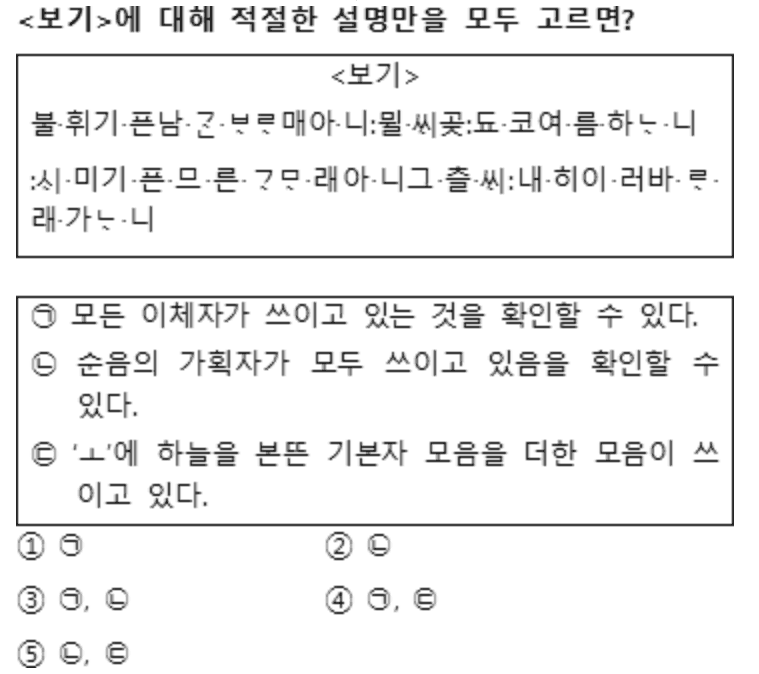 <보기>에 대해 적절한 설명만을 모두 고르면?
<보기>
불·휘기·픈남·ᄀᆞᆫ·ᄇᆞᄅᆞ매아·니:뮐·ᄊᆡ곶:됴·코여·름·하ᄂᆞ·니
:ᄉᆡ·미기·픈·므·른·ᄀᆞᄆᆞ·래아니그·츨·ᄊᆡ:내·히이·러바·ᄅᆞ·
래·가ᄂᆞ·니
㉠ 모든 이체자가 쓰이고 있는 것을 확인할 수 있다.
㉡ 순음의 가획자가 모두 쓰이고 있음을 확인할 수
있다.
㉢ 'ㅗ'에 하늘을 본뜬 기본자 모음을 더한 모음이 쓰
이고 있다.
① ㉠ ② ㉡
③ ㉠, ㉡ ④ ㉠, ㉢
⑤ ㉡, ㉢